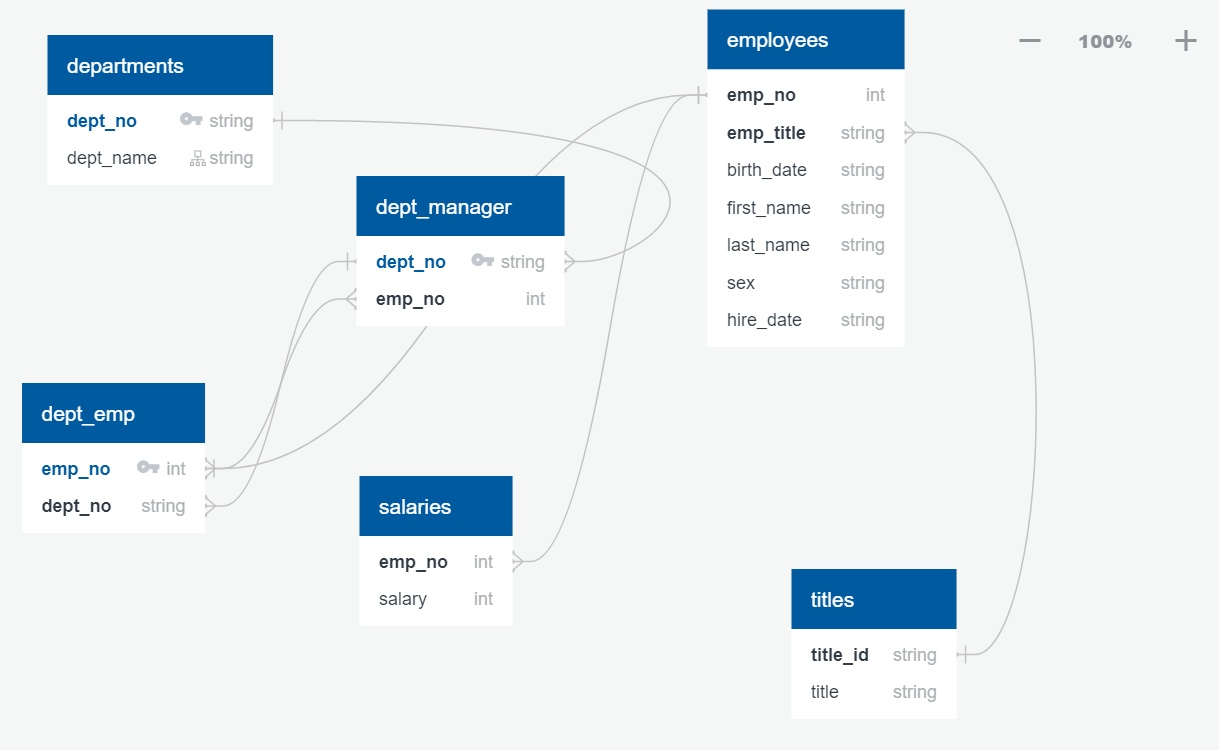 departments
dept_no string
dept_name string
employees
emp_no int
emp_title string
birth_date string
first_name string
last_name string
sex string
hire_date string
— 100% +
dept_manager
dept_no string
emp_no int
dept_emp
emp_no int
dept_no string
salaries
emp_no int
salary int
titles
title_id string
title string